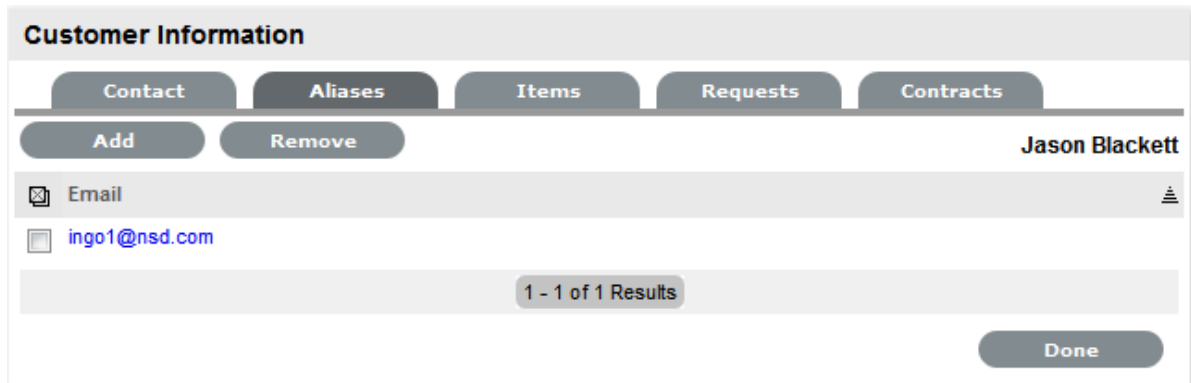 Customer Information
Contact Aliases Items Requests Contracts
Add Remove Jason Blackett
Email
ingo1@nsd.com
1 - 1 of 1 Results
Done